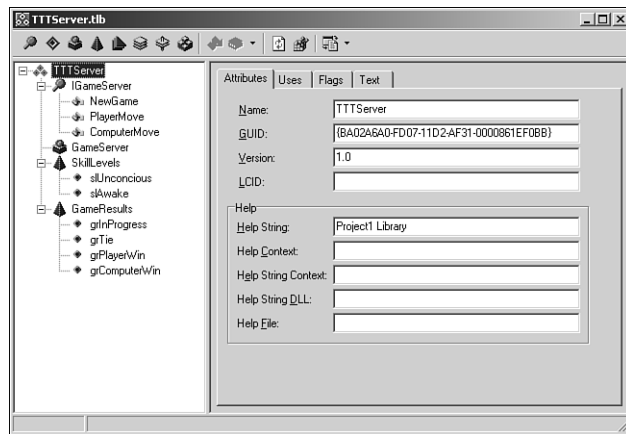 TTTServer.tlb
TTTServer
IGameServer
NewGame
PlayerMove
ComputerMove
GameServer
SkillLevels
slUnconcious
slAwake
GameResults
grInProgress
grTie
grPlayerWin
grComputerWin
Attributes Uses Flags Text
Name: TTTServer
GUID: {BA02A6A0-FD07-11D2-AF31-0000861EF0BB}
Version: 1.0
LCID:
Help
Help String: Project1 Library
Help Context:
Help String Context:
Help String DLL:
Help File: